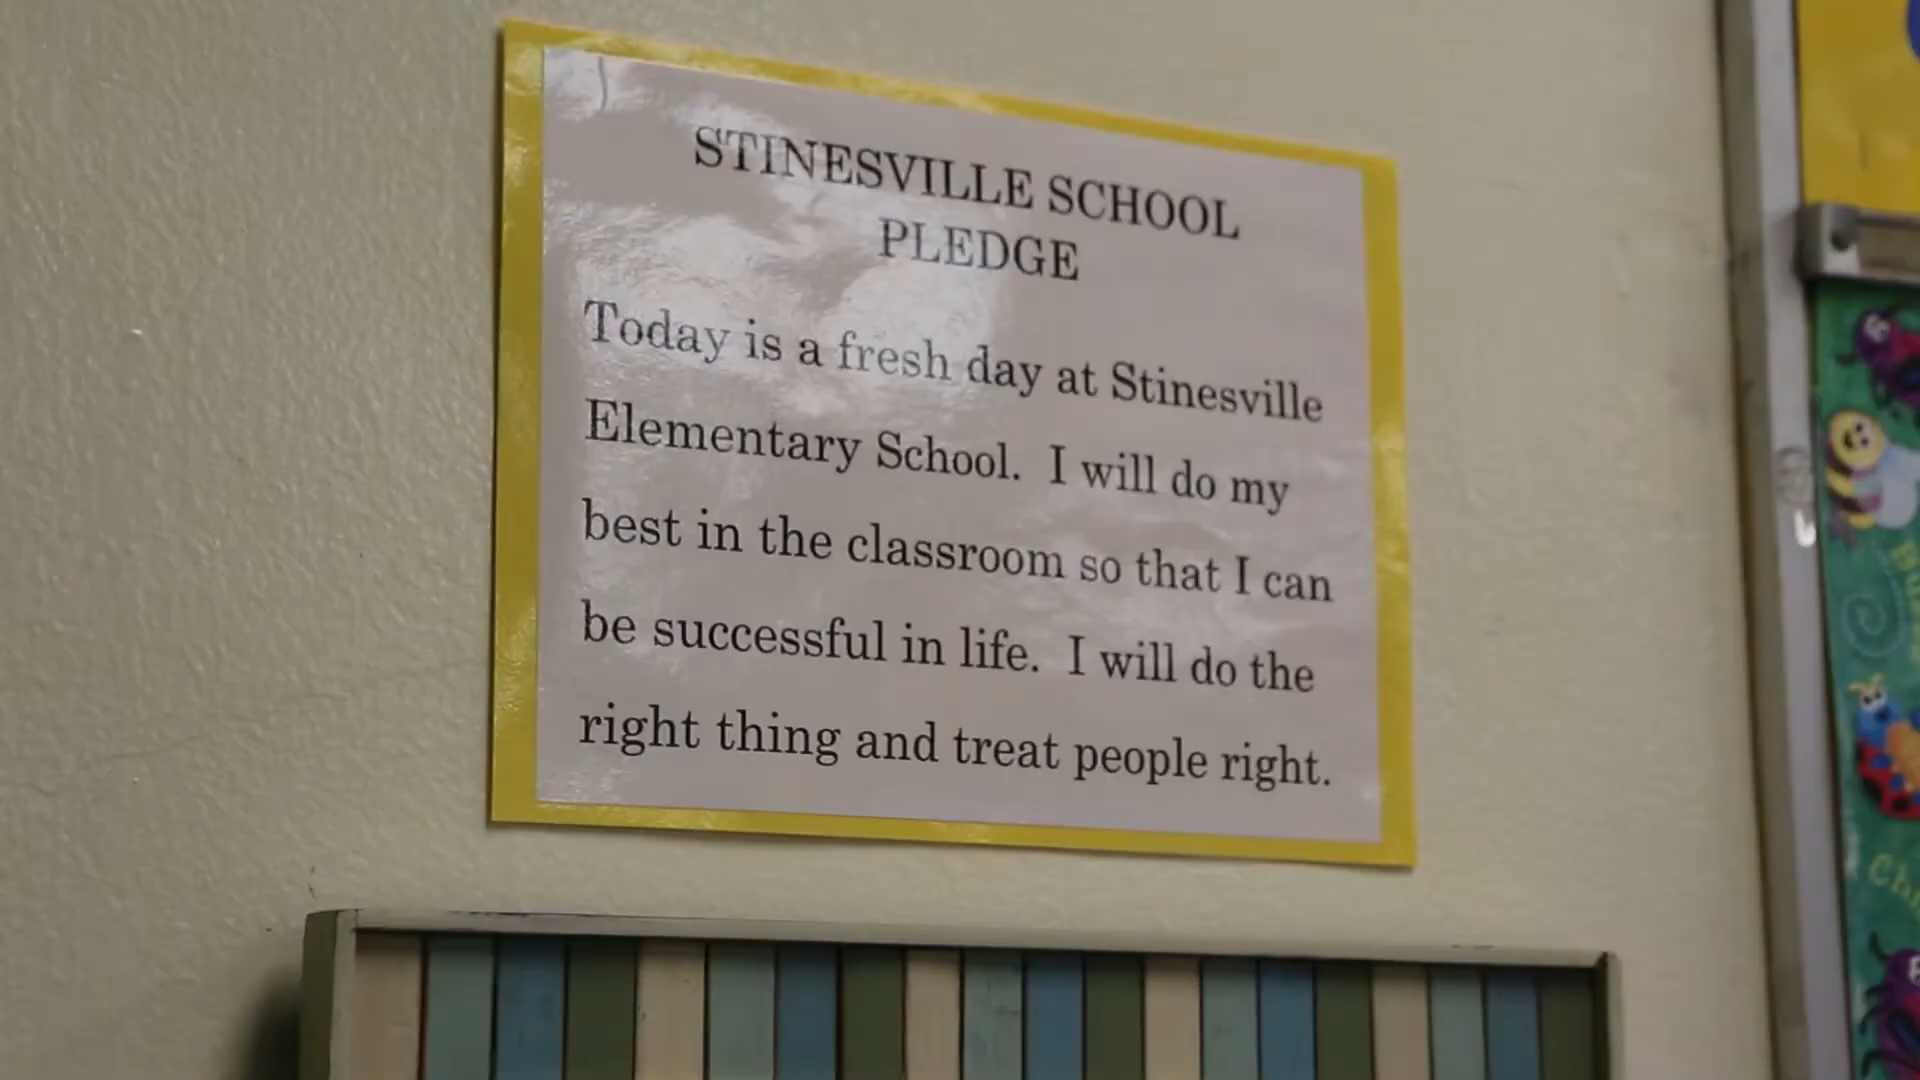 STINESVILLE SCHOOL
PLEDGE
Today is a fresh day at Stinesville
Elementary School. I will do my
best in the classroom so that I can
be successful in life. I will do the
right thing and treat people right.